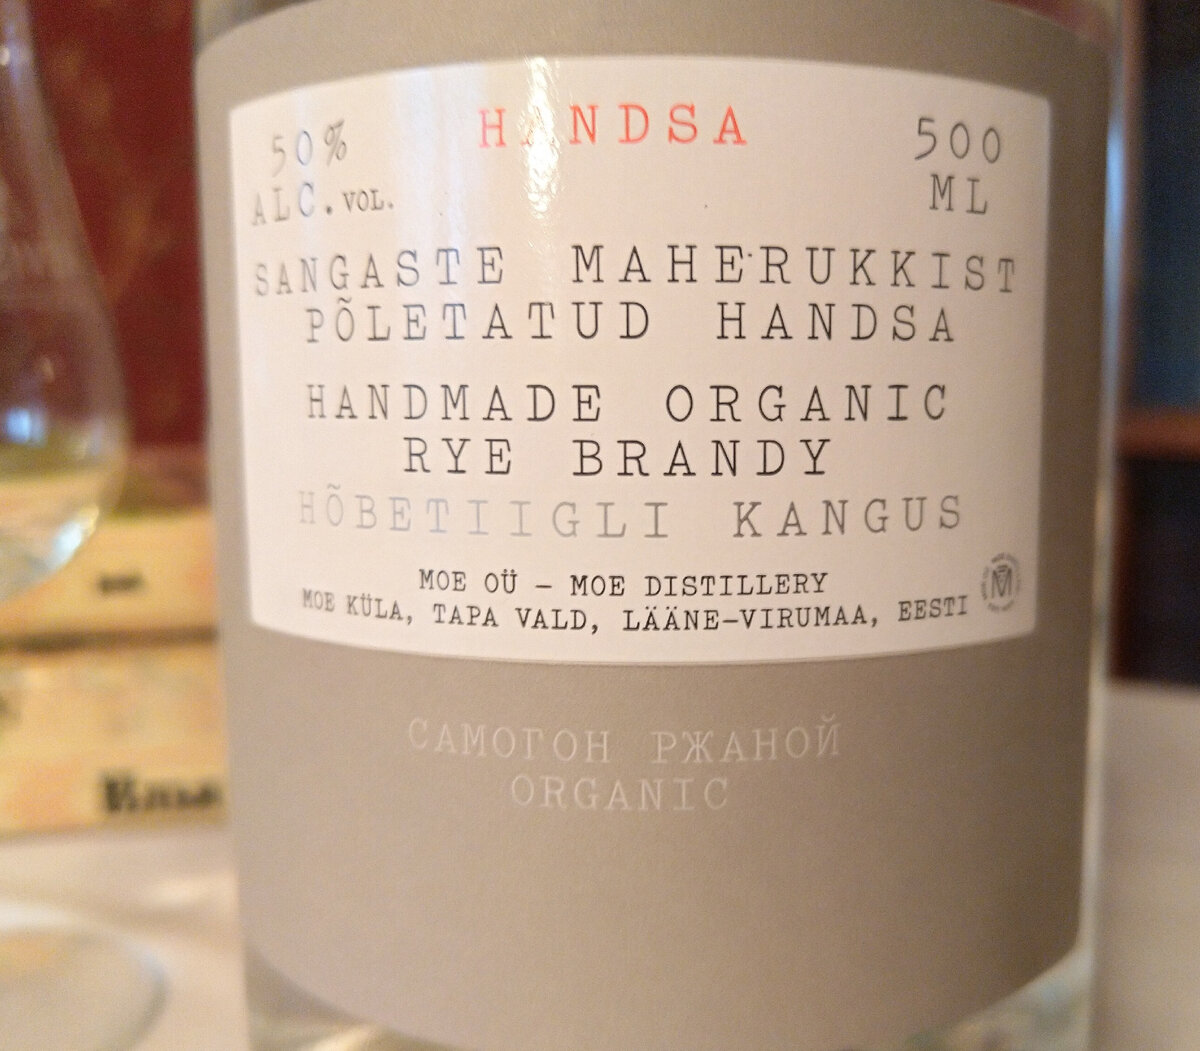 HANDSA
50%
ALC. VOL.
500
ML
SANGASTE MAHERUKKIST
PÕLETATUD HANDSA
HANDMADE ORGANIC
RYE BRANDY
HÕBETIIGLI KANGUS
MOE OÜ – MOE DISTILLERY
MOE KÜLA, TAPA VALD, LÄÄNE-VIRUMAA, EESTI
САМОГОН РЖАНОЙ
ORGANIC